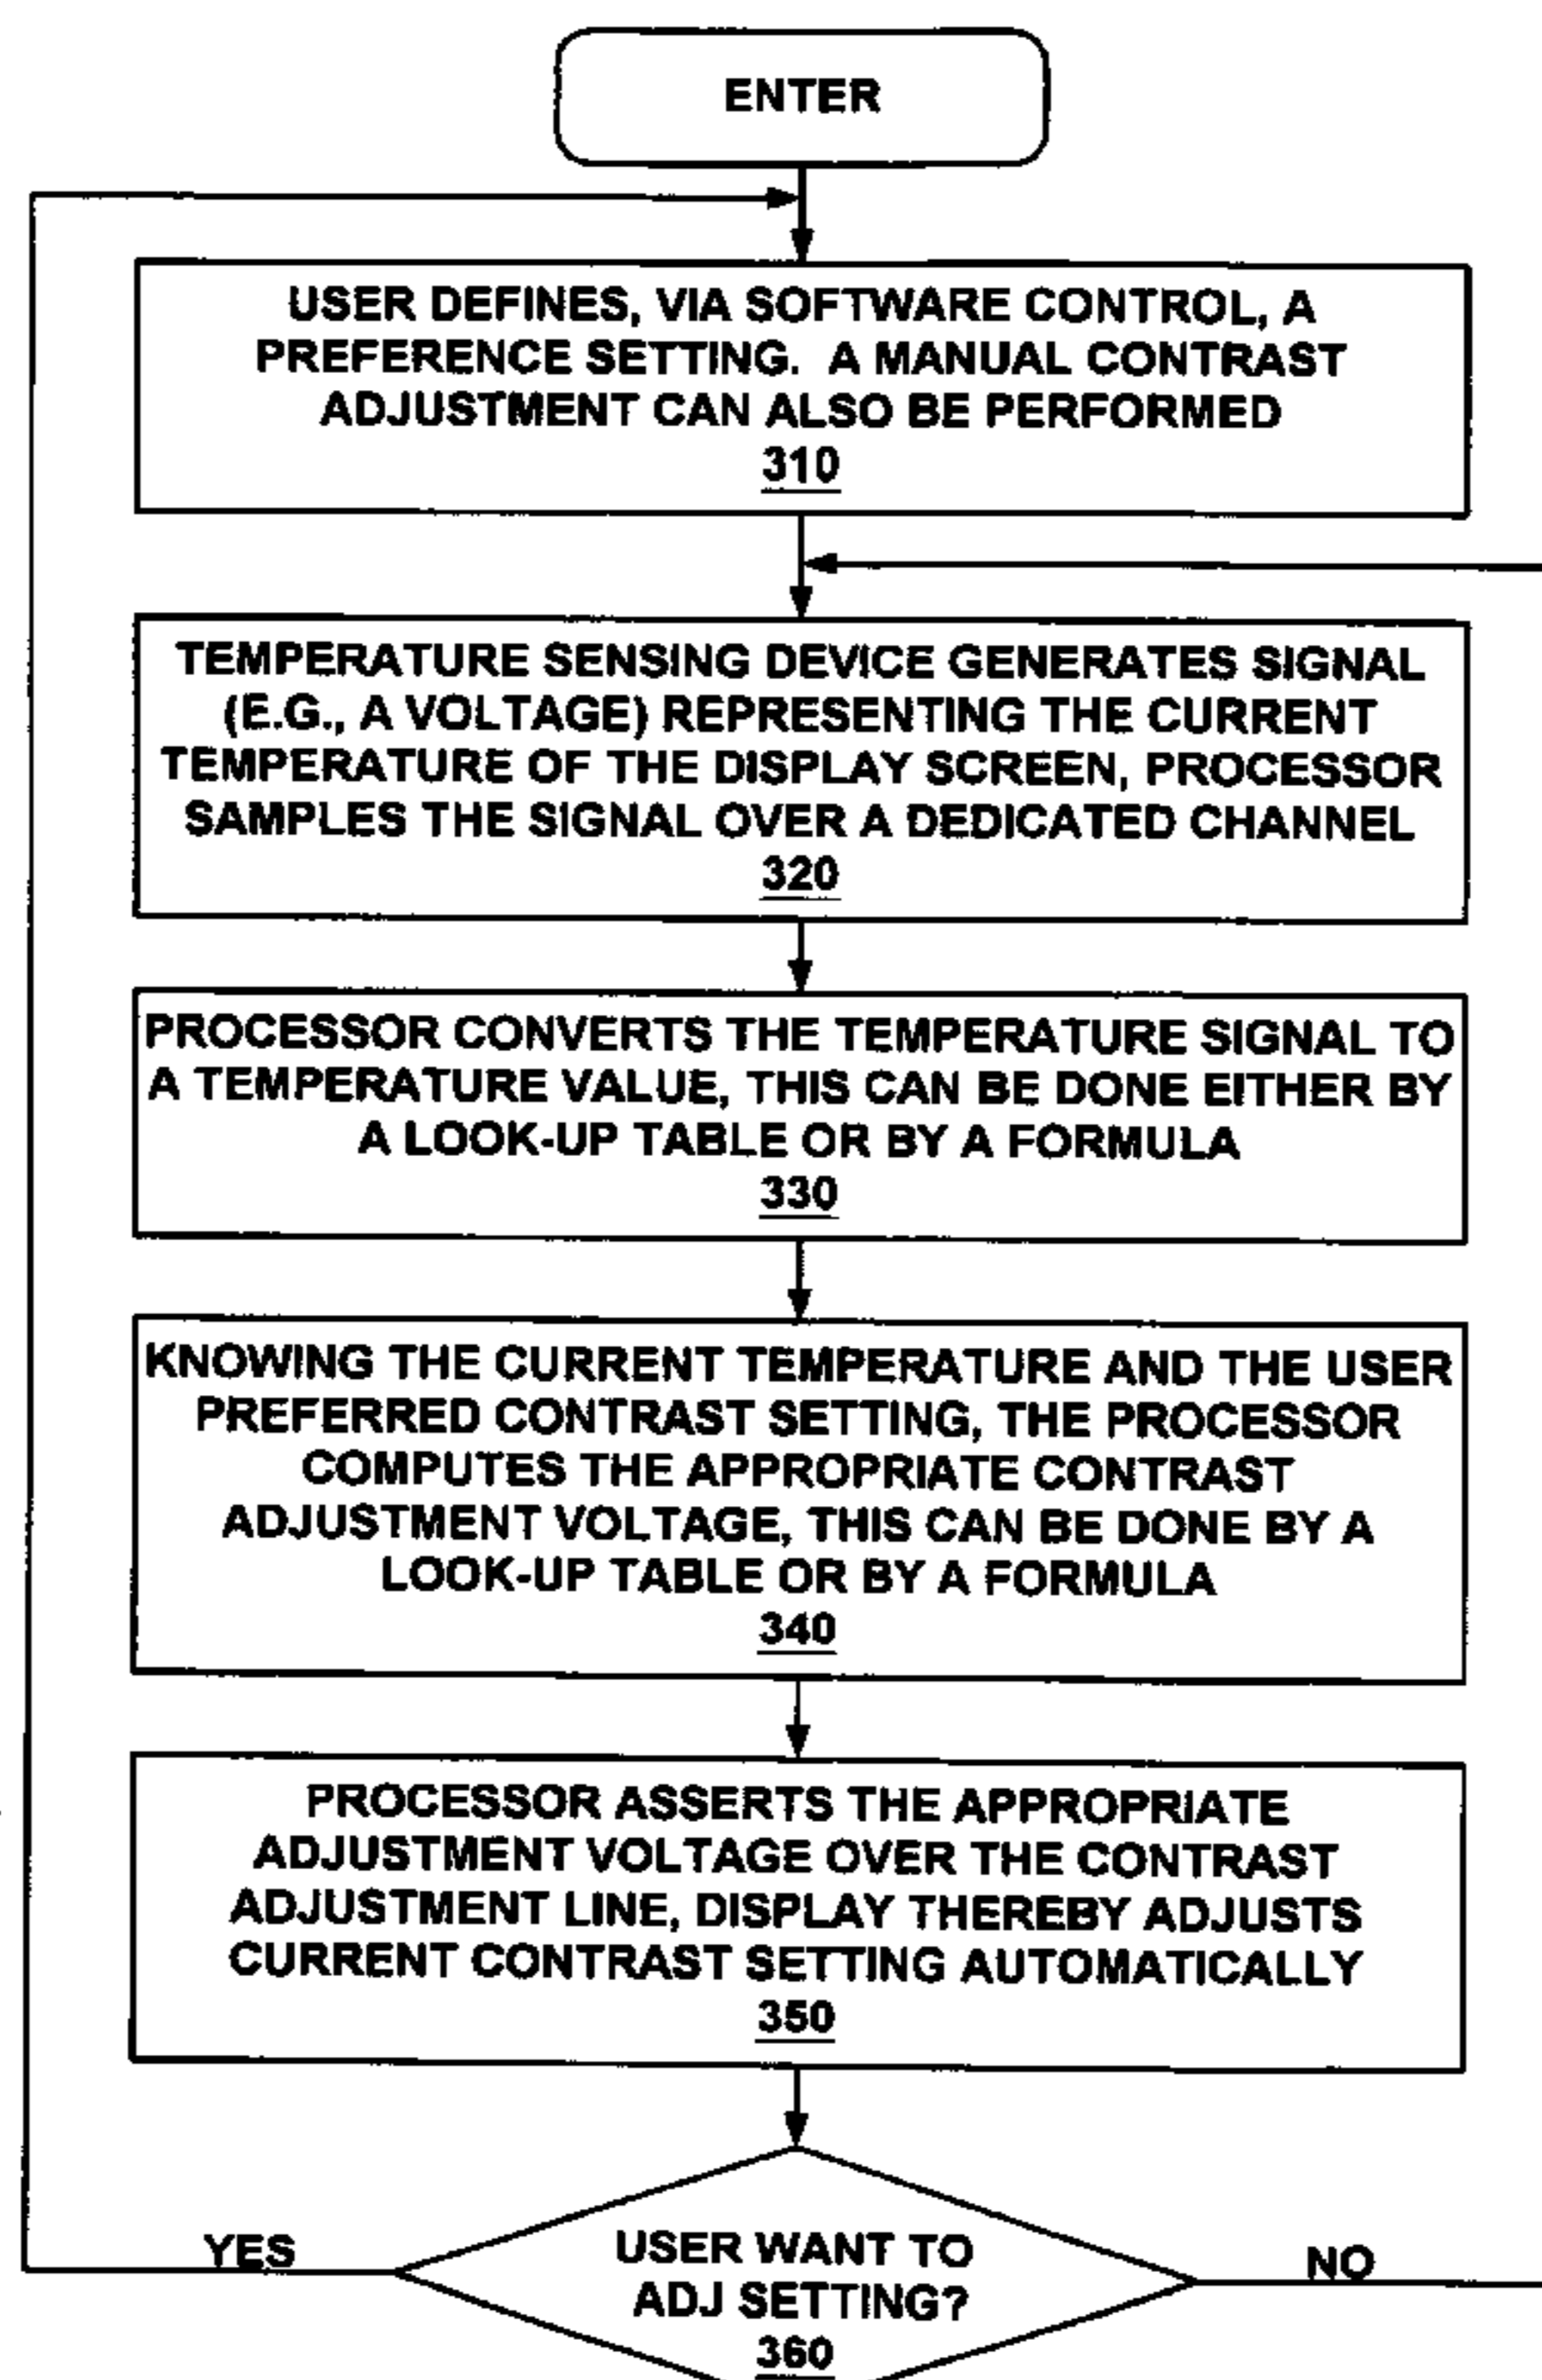 ENTER
USER DEFINES, VIA SOFTWARE CONTROL, A
PREFERENCE SETTING. A MANUAL CONTRAST
ADJUSTMENT CAN ALSO BE PERFORMED
310
TEMPERATURE SENSING DEVICE GENERATES SIGNAL
(E.G., A VOLTAGE) REPRESENTING THE CURRENT
TEMPERATURE OF THE DISPLAY SCREEN, PROCESSOR
SAMPLES THE SIGNAL OVER A DEDICATED CHANNEL
320
PROCESSOR CONVERTS THE TEMPERATURE SIGNAL TO
A TEMPERATURE VALUE, THIS CAN BE DONE EITHER BY
A LOOK-UP TABLE OR BY A FORMULA
330
KNOWING THE CURRENT TEMPERATURE AND THE USER
PREFERRED CONTRAST SETTING, THE PROCESSOR
COMPUTES THE APPROPRIATE CONTRAST
ADJUSTMENT VOLTAGE, THIS CAN BE DONE BY A
LOOK-UP TABLE OR BY A FORMULA
340
PROCESSOR ASSERTS THE APPROPRIATE
ADJUSTMENT VOLTAGE OVER THE CONTRAST
ADJUSTMENT LINE, DISPLAY THEREBY ADJUSTS
CURRENT CONTRAST SETTING AUTOMATICALLY
350
YES
USER WANT TO
ADJ SETTING?
360
NO